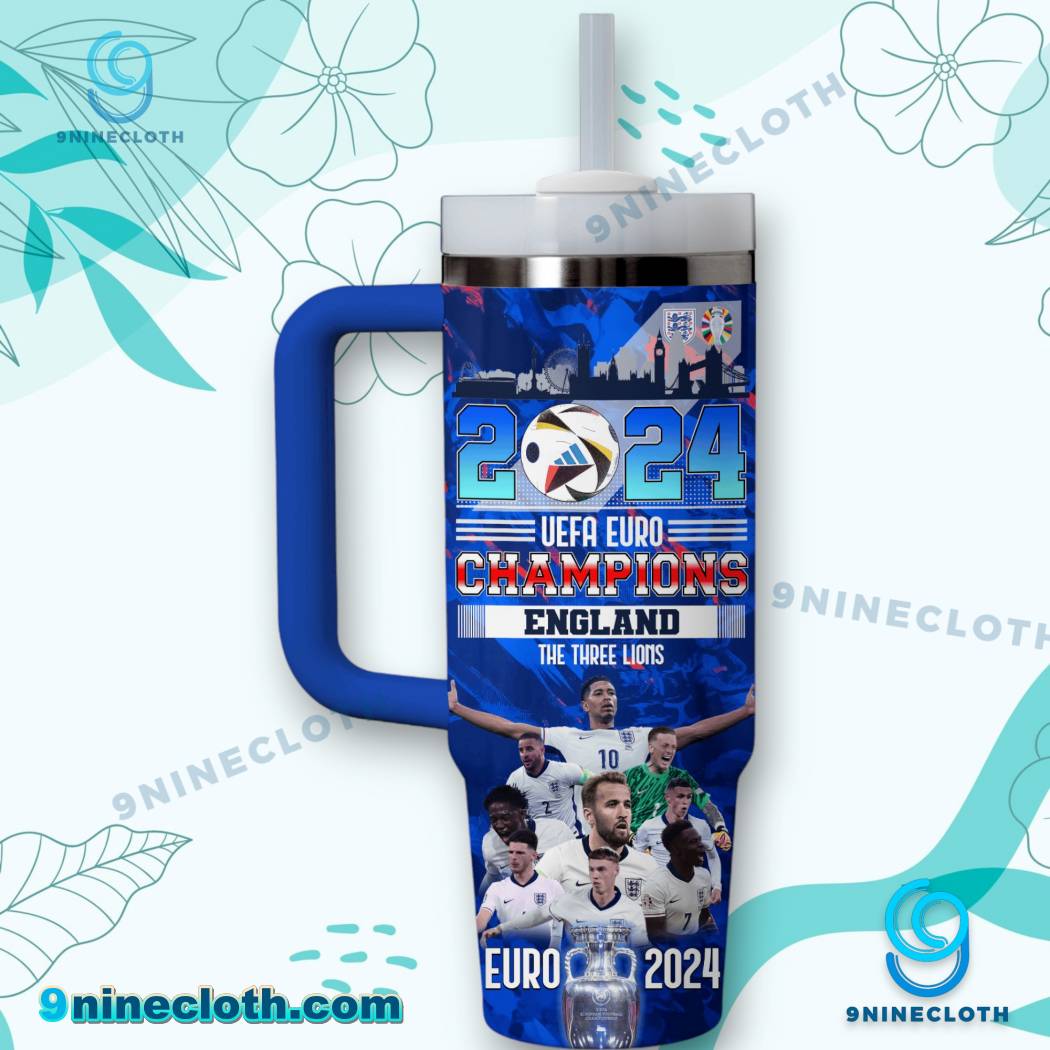 9NINECLOTH
9NINECLOTH
2024
UEFA EURO
CHAMPIONS
ENGLAND
THE THREE LIONS
9NINECLOTH
10
2
7
9NINECLOTH
EURO 2024
9ninecloth.com
9NINECLOTH